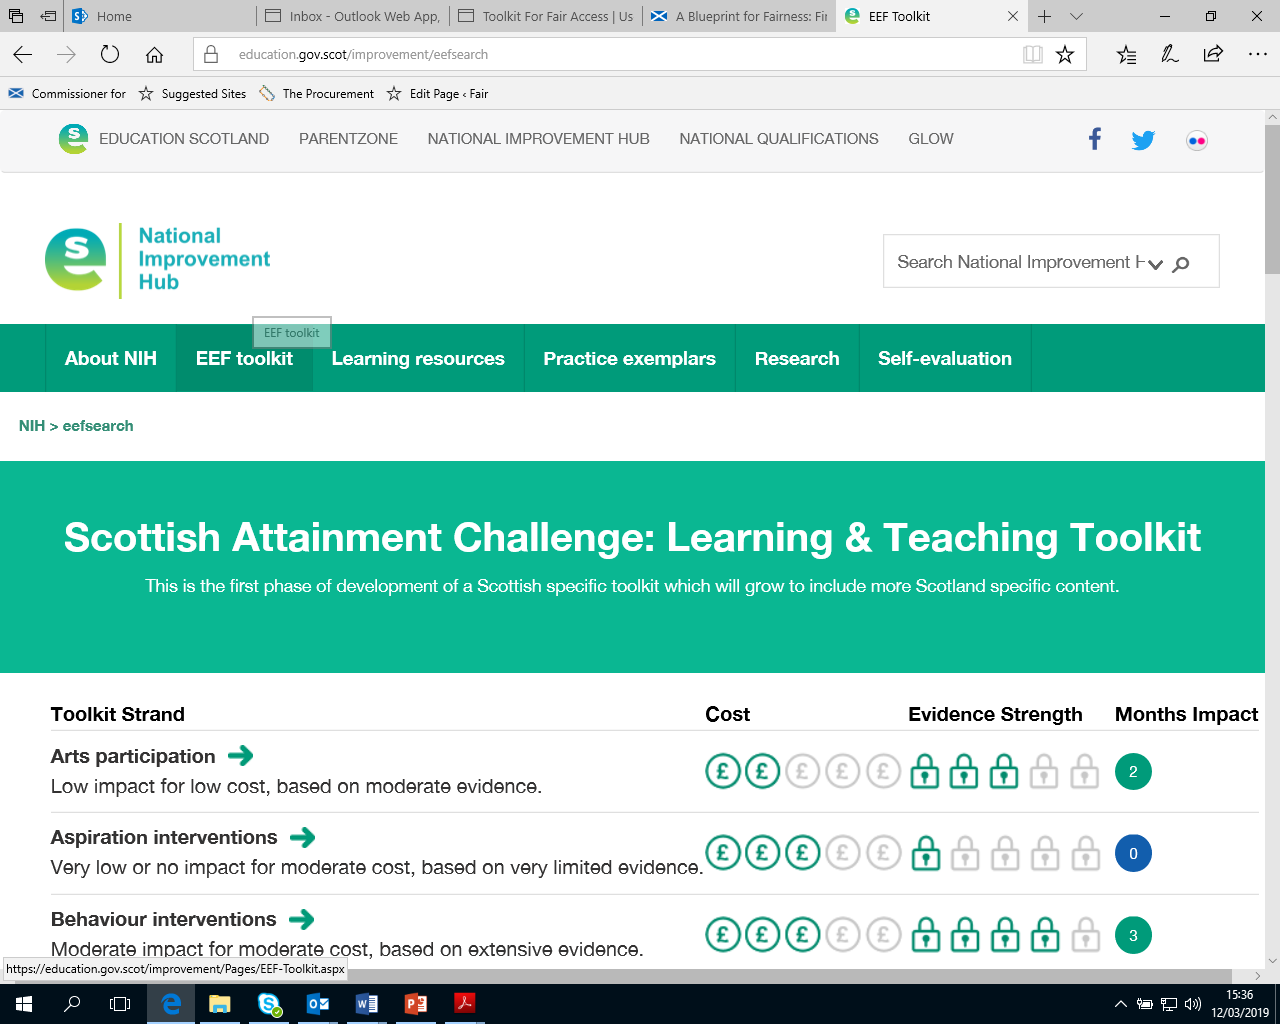 Home
Inbox - Outlook Web App,
Toolkit For Fair Access | Us
A Blueprint for Fairness: Fir
EEF Toolkit
education.gov.scot/improvement/eefsearch
Commissioner for
Suggested Sites
The Procurement
Edit Page ‹ Fair
EDUCATION SCOTLAND
PARENTZONE
NATIONAL IMPROVEMENT HUB
NATIONAL QUALIFICATIONS
GLOW
National
Improvement
Hub
Search National Improvement H
EEF toolkit
About NIH
EEF toolkit
Learning resources
Practice exemplars
Research
Self-evaluation
NIH > eefsearch
Scottish Attainment Challenge: Learning & Teaching Toolkit
This is the first phase of development of a Scottish specific toolkit which will grow to include more Scotland specific content.
Toolkit Strand Cost Evidence Strength Months Impact
Arts participation
Low impact for low cost, based on moderate evidence.
£ £ £ £ £ 2
Aspiration interventions
Very low or no impact for moderate cost, based on very limited evidence.
£ £ £ £ £ 0
Behaviour interventions
Moderate impact for moderate cost, based on extensive evidence.
£ £ £ £ £ 3
https://education.gov.scot/improvement/Pages/EEF-Toolkit.aspx
15:36
12/03/2019